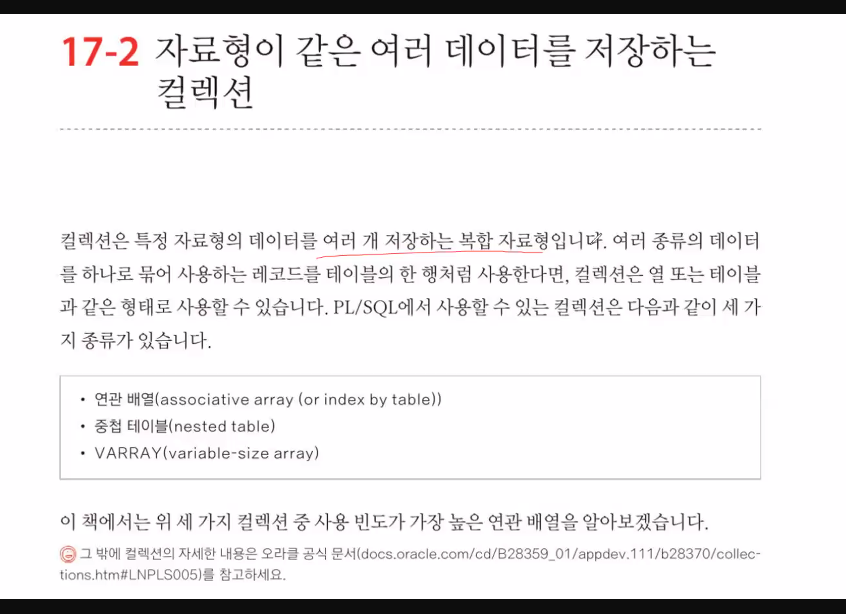 17-2 자료형이 같은 여러 데이터를 저장하는
컬렉션
컬렉션은 특정 자료형의 데이터를 여러 개 저장하는 복합 자료형입니다. 여러 종류의 데이터
를 하나로 묶어 사용하는 레코드를 테이블의 한 행처럼 사용한다면, 컬렉션은 열 또는 테이블
과 같은 형태로 사용할 수 있습니다. PL/SQL에서 사용할 수 있는 컬렉션은 다음과 같이 세 가
지 종류가 있습니다.
• 연관 배열(associative array (or index by table))
• 중첩 테이블(nested table)
• VARRAY(variable-size array)
이 책에서는 위 세 가지 컬렉션 중 사용 빈도가 가장 높은 연관 배열을 알아보겠습니다.
그 밖에 컬렉션의 자세한 내용은 오라클 공식 문서(docs.oracle.com/cd/B28359_01/appdev.111/b28370/collec-
tions.htm#LNPLS005)를 참고하세요.